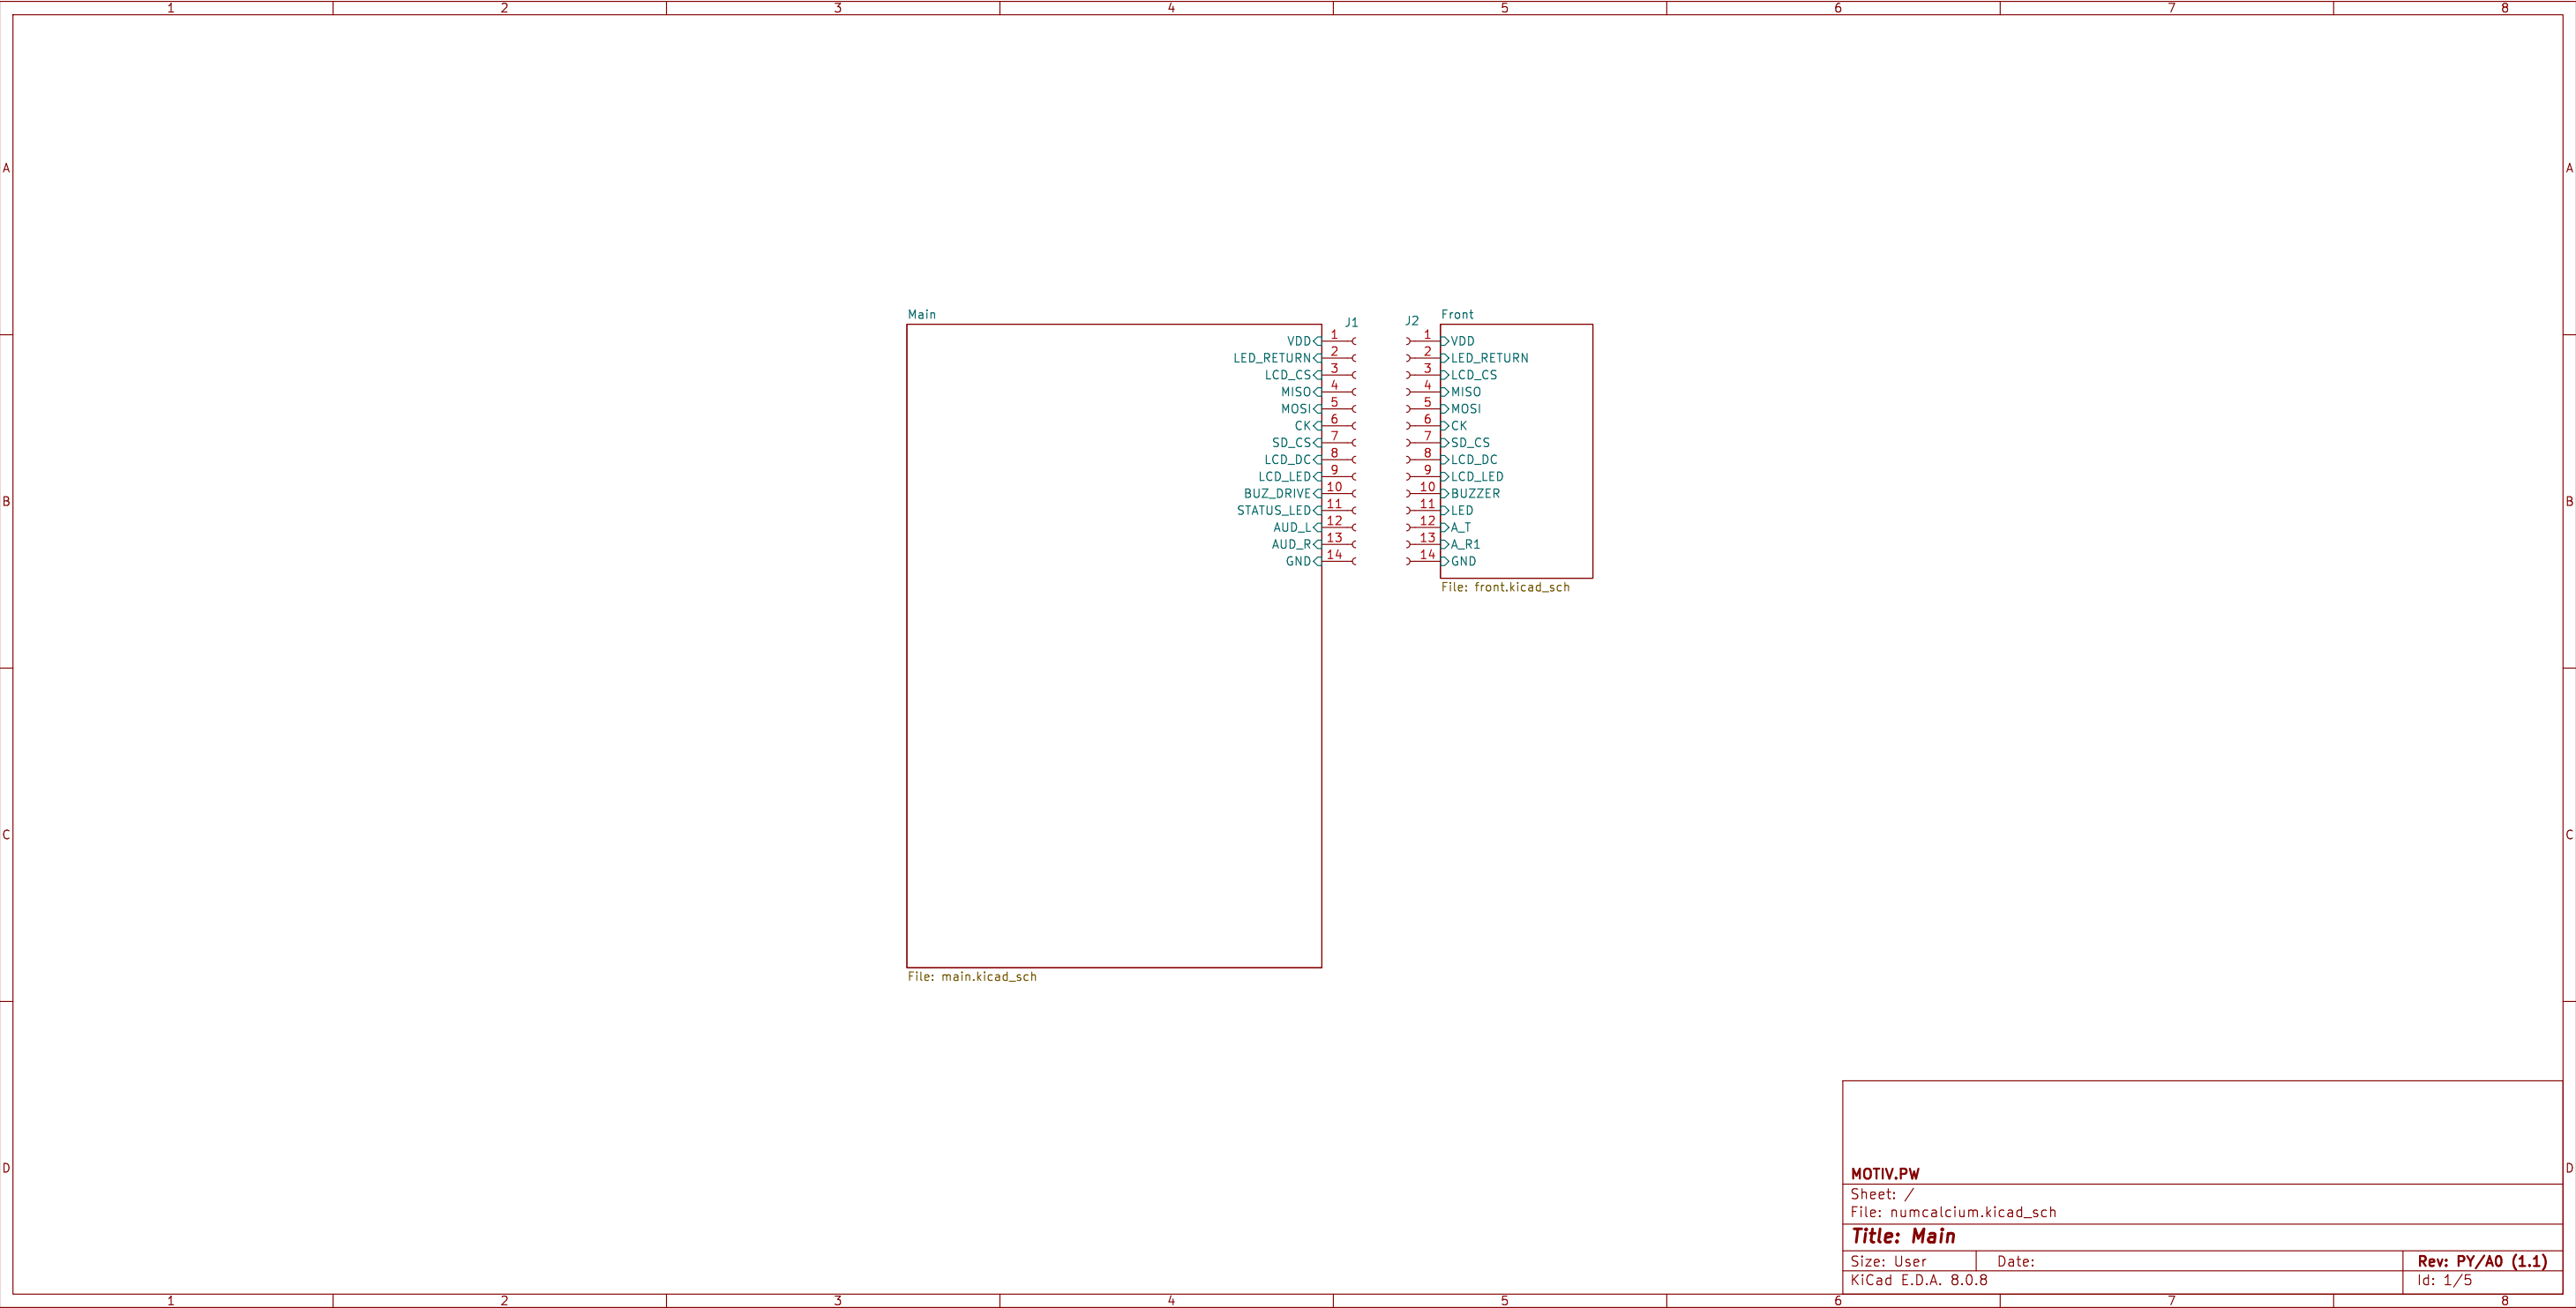 1 2 3 4 5 6 7 8
A A
Main J1 J2 Front
VDD 1 1 VDD
LED_RETURN 2 2 LED_RETURN
LCD_CS 3 3 LCD_CS
MISO 4 4 MISO
MOSI 5 5 MOSI
CK 6 6 CK
SD_CS 7 7 SD_CS
LCD_DC 8 8 LCD_DC
LCD_LED 9 9 LCD_LED
B BUZ_DRIVE 10 10 BUZZER B
STATUS_LED 11 11 LED
AUD_L 12 12 A_T
AUD_R 13 13 A_R1
GND 14 14 GND
File: front.kicad_sch
C C
File: main.kicad_sch
D D
MOTIV.PW
Sheet: /
File: numcalcium.kicad_sch
Title: Main
Size: User Date: Rev: PY/A0 (1.1)
KiCad E.D.A. 8.0.8 Id: 1/5
1 2 3 4 5 6 7 8